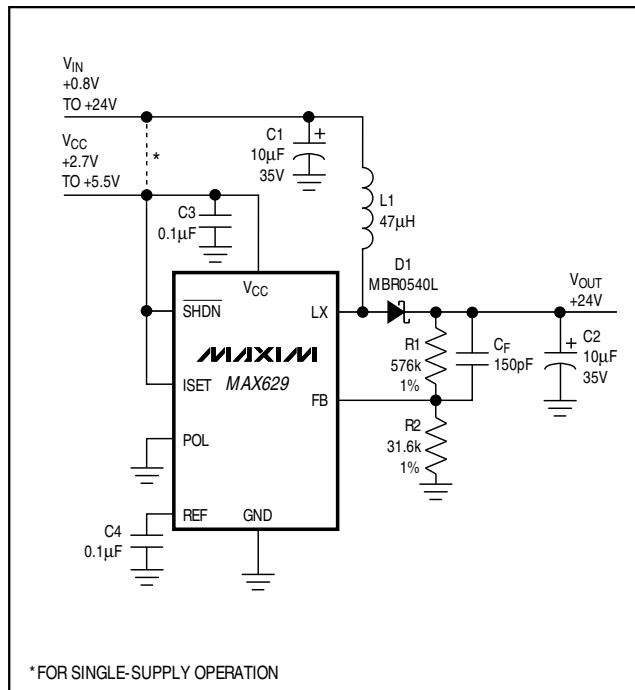 VIN
+0.8V
TO +24V
VCC
+2.7V
TO +5.5V
*
C1
10µF
35V
+
L1
47µH
C3
0.1µF
D1
MBR0540L
VOUT
+24V
VCC
SHDN
LX
MAXIM
MAX629
ISET
FB
POL
REF
GND
R1
576k
1%
CF
150pF
+
C2
10µF
35V
R2
31.6k
1%
C4
0.1µF
*FOR SINGLE-SUPPLY OPERATION